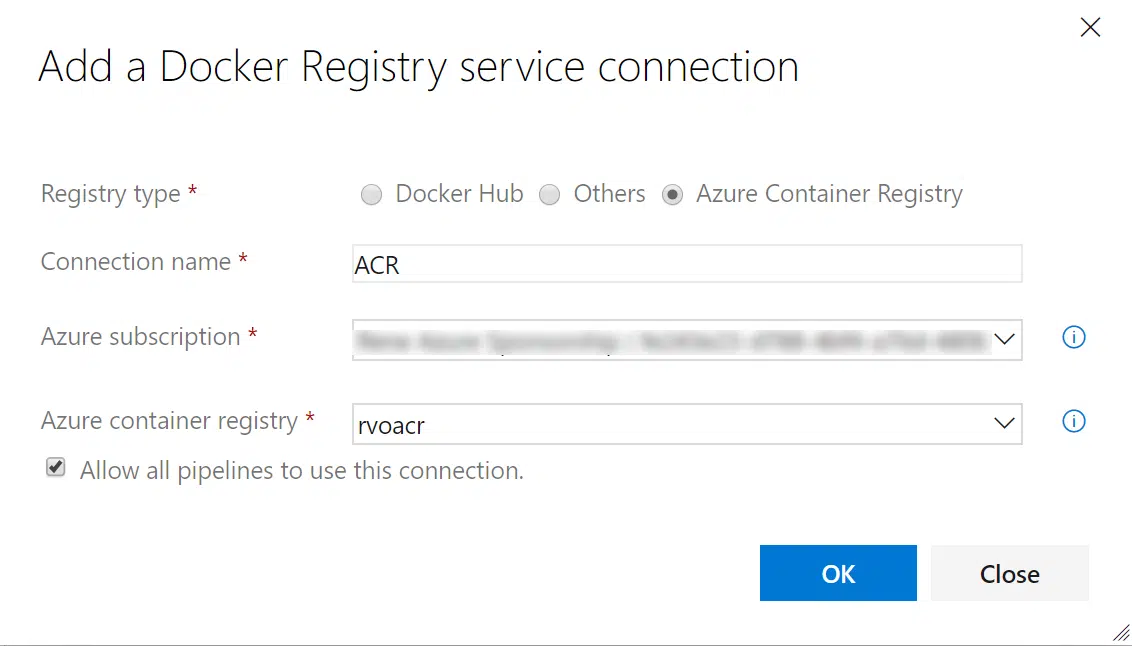 Add a Docker Registry service connection
Registry type * Docker Hub Others Azure Container Registry
Connection name * ACR
Azure subscription *
Azure container registry * rvoacr
Allow all pipelines to use this connection.
OK Close